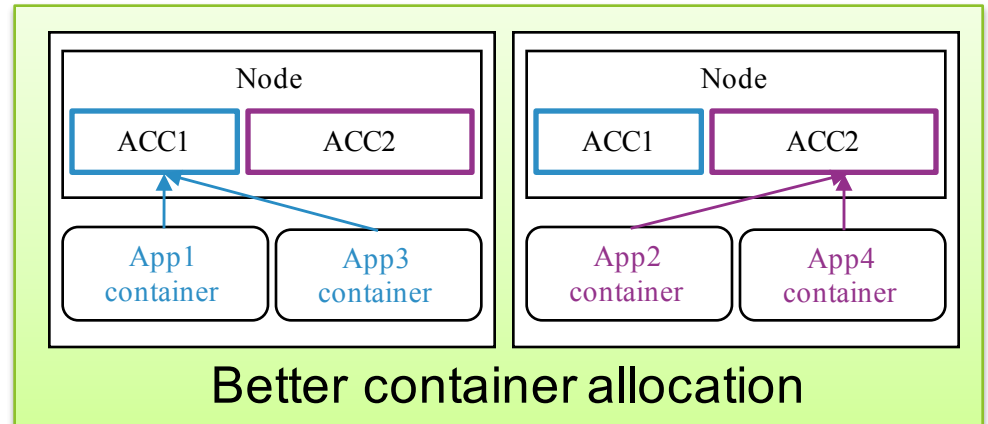 Node
ACC1
ACC2
App1
container
App3
container
Node
ACC1
ACC2
App2
container
App4
container
Better container allocation